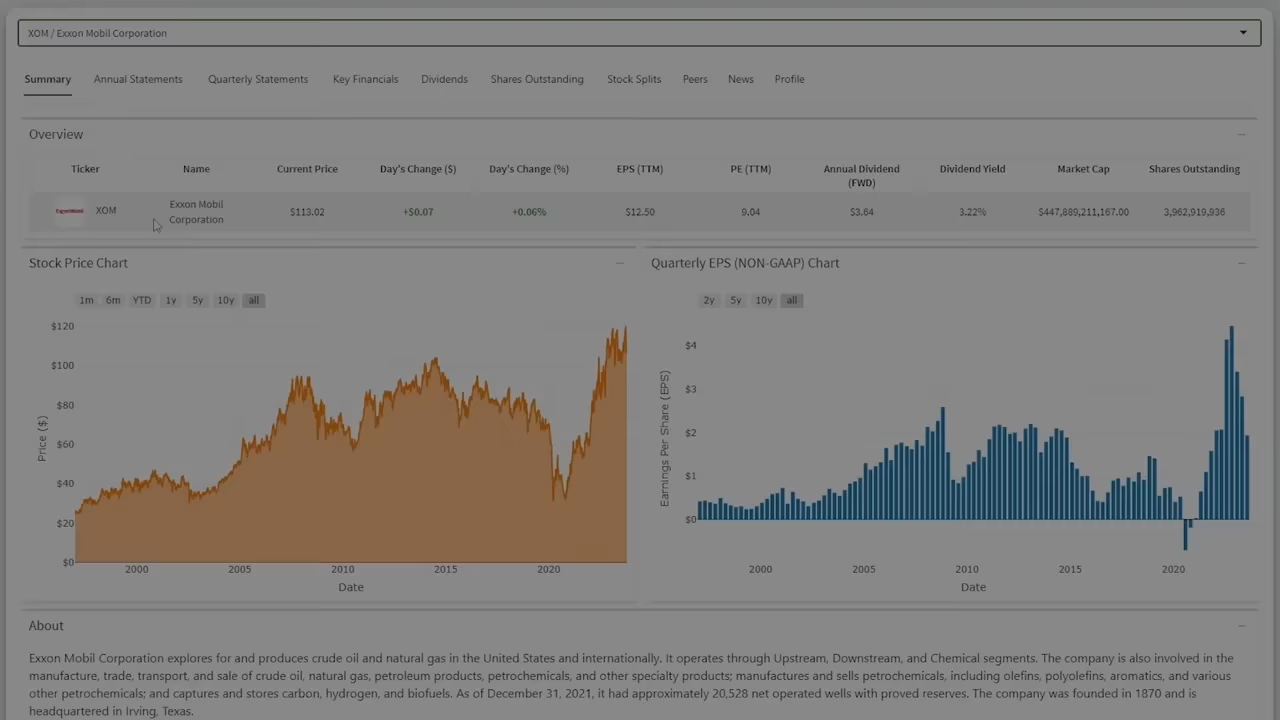 XOM / Exxon Mobil Corporation
Summary Annual Statements Quarterly Statements Key Financials Dividends Shares Outstanding Stock Splits Peers News Profile
Overview
Ticker Name Current Price Day's Change ($) Day's Change (%) EPS (TTM) PE (TTM) Annual Dividend (FWD) Dividend Yield Market Cap Shares Outstanding
ExxonMobil XOM Exxon Mobil Corporation $113.02 +$0.07 +0.06% $12.50 9.04 $3.64 3.22% $447,889,211,167.00 3,962,919,936
Stock Price Chart
1m 6m YTD 1y 5y 10y all
$120
$100
$80
$60
$40
$20
$0
Price ($)
2000 2005 2010 2015 2020
Date
Quarterly EPS (NON-GAAP) Chart
2y 5y 10y all
$4
$3
$2
$1
$0
Earnings Per Share (EPS)
2000 2005 2010 2015 2020
Date
About
Exxon Mobil Corporation explores for and produces crude oil and natural gas in the United States and internationally. It operates through Upstream, Downstream, and Chemical segments. The company is also involved in the
manufacture, trade, transport, and sale of crude oil, natural gas, petroleum products, petrochemicals, and other specialty products; manufactures and sells petrochemicals, including olefins, polyolefins, aromatics, and various
other petrochemicals; and captures and stores carbon, hydrogen, and biofuels. As of December 31, 2021, it had approximately 20,528 net operated wells with proved reserves. The company was founded in 1870 and is
headquartered in Irving, Texas.